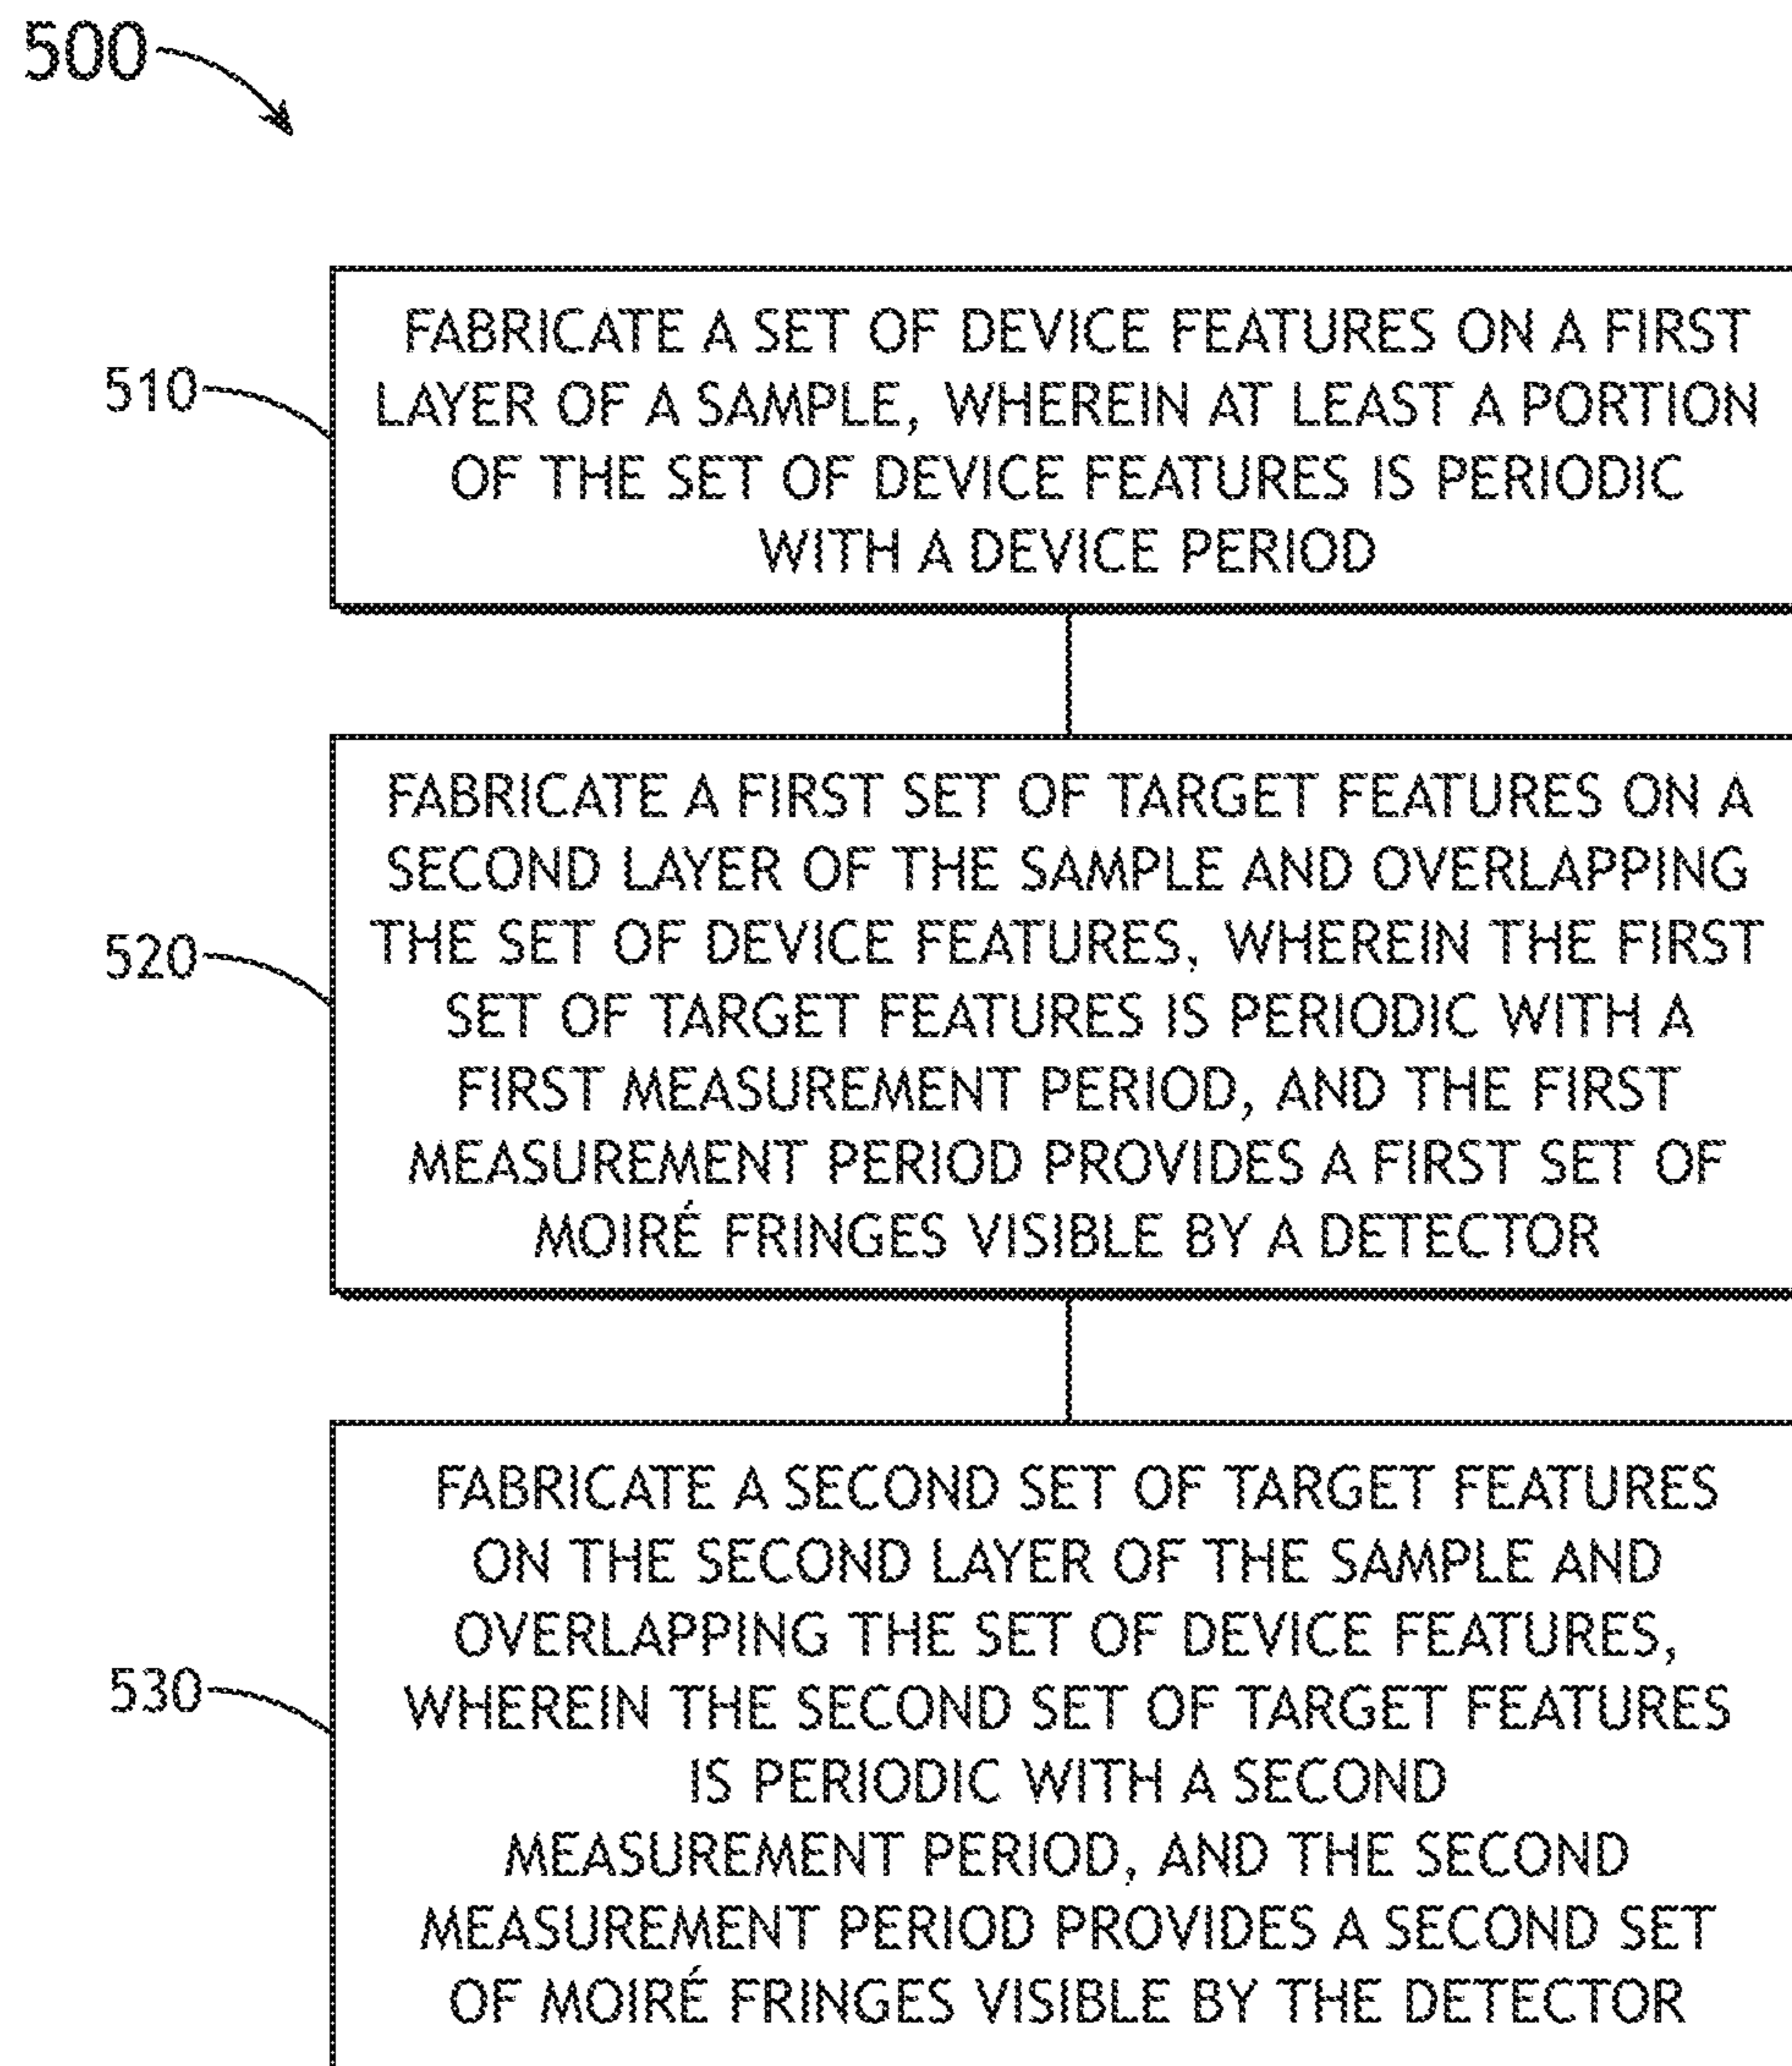 500
510
FABRICATE A SET OF DEVICE FEATURES ON A FIRST
LAYER OF A SAMPLE, WHEREIN AT LEAST A PORTION
OF THE SET OF DEVICE FEATURES IS PERIODIC
WITH A DEVICE PERIOD
520
FABRICATE A FIRST SET OF TARGET FEATURES ON A
SECOND LAYER OF THE SAMPLE AND OVERLAPPING
THE SET OF DEVICE FEATURES, WHEREIN THE FIRST
SET OF TARGET FEATURES IS PERIODIC WITH A
FIRST MEASUREMENT PERIOD, AND THE FIRST
MEASUREMENT PERIOD PROVIDES A FIRST SET OF
MOIRÉ FRINGES VISIBLE BY A DETECTOR
530
FABRICATE A SECOND SET OF TARGET FEATURES
ON THE SECOND LAYER OF THE SAMPLE AND
OVERLAPPING THE SET OF DEVICE FEATURES,
WHEREIN THE SECOND SET OF TARGET FEATURES
IS PERIODIC WITH A SECOND
MEASUREMENT PERIOD, AND THE SECOND
MEASUREMENT PERIOD PROVIDES A SECOND SET
OF MOIRÉ FRINGES VISIBLE BY THE DETECTOR